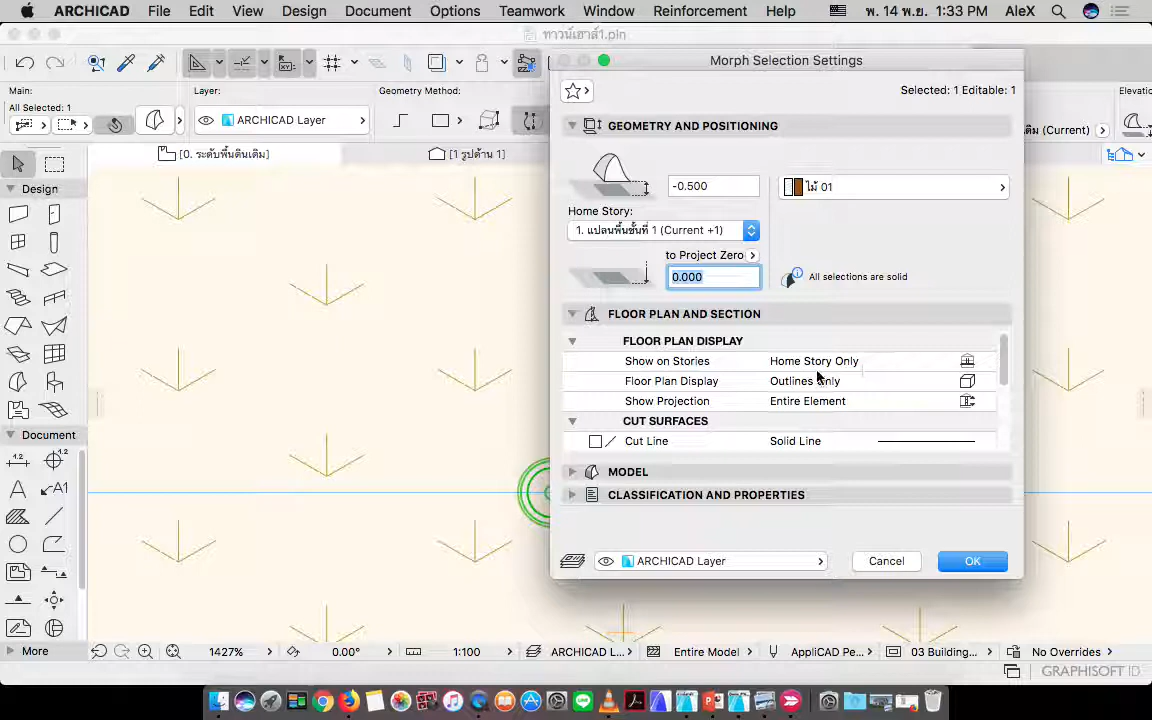 ARCHICAD File Edit View Design Document Options Teamwork Window Reinforcement Help พ. 14 พ.ย. 1:33 PM AleX
ทาวน์เฮาส์1.pln
Morph Selection Settings
Selected: 1 Editable: 1
Main:
All Selected: 1
Layer:
ARCHICAD Layer
Geometry Method:
Elevatio
(Current)
[0. ระดับพื้นดินเดิม]
[1 รูปด้าน 1]
Design
Document
1.2
1.2
A
A1
More
GEOMETRY AND POSITIONING
-0.500
ไม้ 01
Home Story:
1. แปลนพื้นชั้นที่ 1 (Current +1)
to Project Zero
0.000
All selections are solid
FLOOR PLAN AND SECTION
FLOOR PLAN DISPLAY
Show on Stories Home Story Only
Floor Plan Display Outlines Only
Show Projection Entire Element
CUT SURFACES
Cut Line Solid Line
MODEL
CLASSIFICATION AND PROPERTIES
ARCHICAD Layer
Cancel
OK
1427% 0.00° 1:100 ARCHICAD L... Entire Model AppliCAD Pe... 03 Building... No Overrides
GRAPHISOFT ID